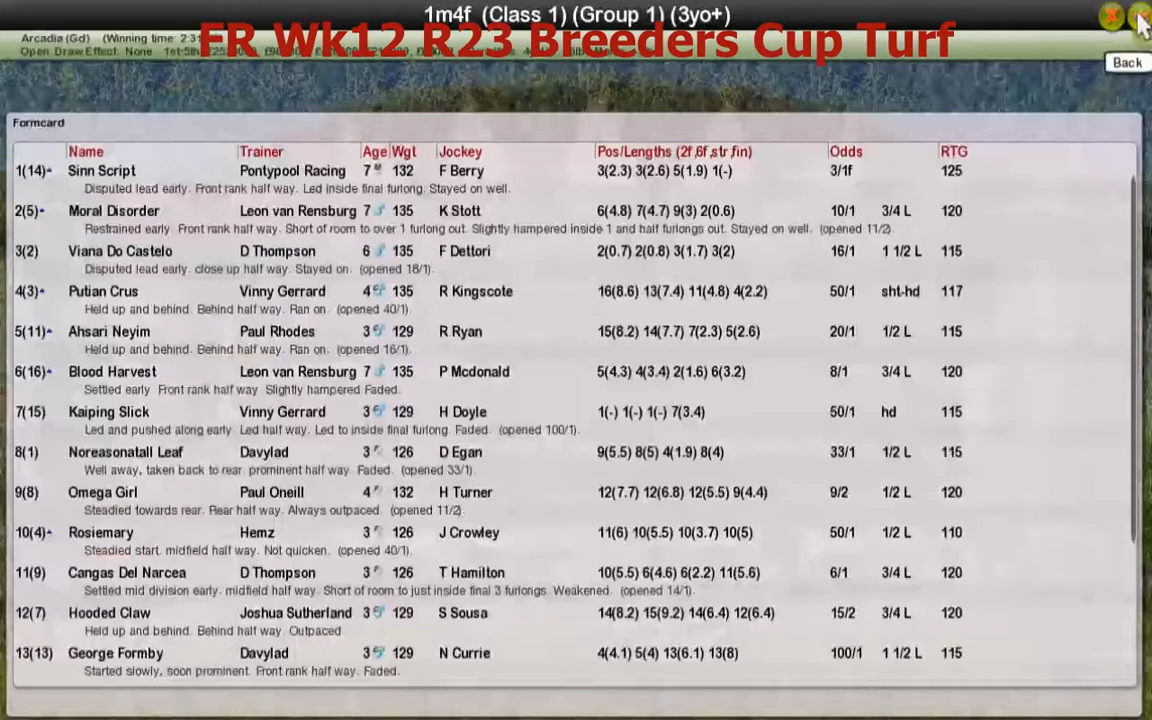 1m4f (Class 1) (Group 1) (3yo+)
FR Wk12 R23 Breeders Cup Turf
Arcadia (Gd) (Winning time: 2:31
Open Draw Effect: None 1st-5th
Back
Formcard
Name Trainer Age Wgt Jockey Pos/Lengths (2f,6f,str,fin) Odds RTG
1(14) Sinn Script Pontypool Racing 7 132 F Berry 3(2.3) 3(2.6) 5(1.9) 1(-) 3/1f 125
Disputed lead early. Front rank half way. Led inside final furlong. Stayed on well.
2(5) Moral Disorder Leon van Rensburg 7 135 K Stott 6(4.8) 7(4.7) 9(3) 2(0.6) 10/1 3/4 L 120
Restrained early. Front rank half way. Short of room to over 1 furlong out. Slightly hampered inside 1 and half furlongs out. Stayed on well. (opened 11/2).
3(2) Viana Do Castelo D Thompson 6 135 F Dettori 2(0.7) 2(0.8) 3(1.7) 3(2) 16/1 1 1/2 L 115
Disputed lead early. close up half way. Stayed on. (opened 18/1).
4(3) Putian Crus Vinny Gerrard 4 135 R Kingscote 16(8.6) 13(7.4) 11(4.8) 4(2.2) 50/1 sht-hd 117
Held up and behind. Behind half way. Ran on. (opened 40/1).
5(11) Ahsari Neyim Paul Rhodes 3 129 R Ryan 15(8.2) 14(7.7) 7(2.3) 5(2.6) 20/1 1/2 L 115
Held up and behind. Behind half way. Ran on. (opened 16/1).
6(16) Blood Harvest Leon van Rensburg 7 135 P Mcdonald 5(4.3) 4(3.4) 2(1.6) 6(3.2) 8/1 3/4 L 120
Settled early. Front rank half way. Slightly hampered. Faded.
7(15) Kaiping Slick Vinny Gerrard 3 129 H Doyle 1(-) 1(-) 1(-) 7(3.4) 50/1 hd 115
Led and pushed along early. Led half way. Led to inside final furlong. Faded. (opened 100/1).
8(1) Noreasonatall Leaf Davylad 3 126 D Egan 9(5.5) 8(5) 4(1.9) 8(4) 33/1 1/2 L 115
Well away, taken back to rear. prominent half way. Faded. (opened 33/1).
9(8) Omega Girl Paul Oneill 4 132 H Turner 12(7.7) 12(6.8) 12(5.5) 9(4.4) 9/2 1/2 L 120
Steadied towards rear. Rear half way. Always outpaced. (opened 11/2).
10(4) Rosiemary Hemz 3 126 J Crowley 11(6) 10(5.5) 10(3.7) 10(5) 50/1 1/2 L 110
Steadied start. midfield half way. Not quicken. (opened 40/1).
11(9) Cangas Del Narcea D Thompson 3 126 T Hamilton 10(5.5) 6(4.6) 6(2.2) 11(5.6) 6/1 3/4 L 120
Settled mid division early. midfield half way. Short of room to just inside final 3 furlongs. Weakened. (opened 14/1).
12(7) Hooded Claw Joshua Sutherland 3 129 S Sousa 14(8.2) 15(9.2) 14(6.4) 12(6.4) 15/2 3/4 L 120
Held up and behind. Behind half way. Outpaced.
13(13) George Formby Davylad 3 129 N Currie 4(4.1) 5(4) 13(6.1) 13(8) 100/1 1 1/2 L 115
Started slowly, soon prominent. Front rank half way. Faded.